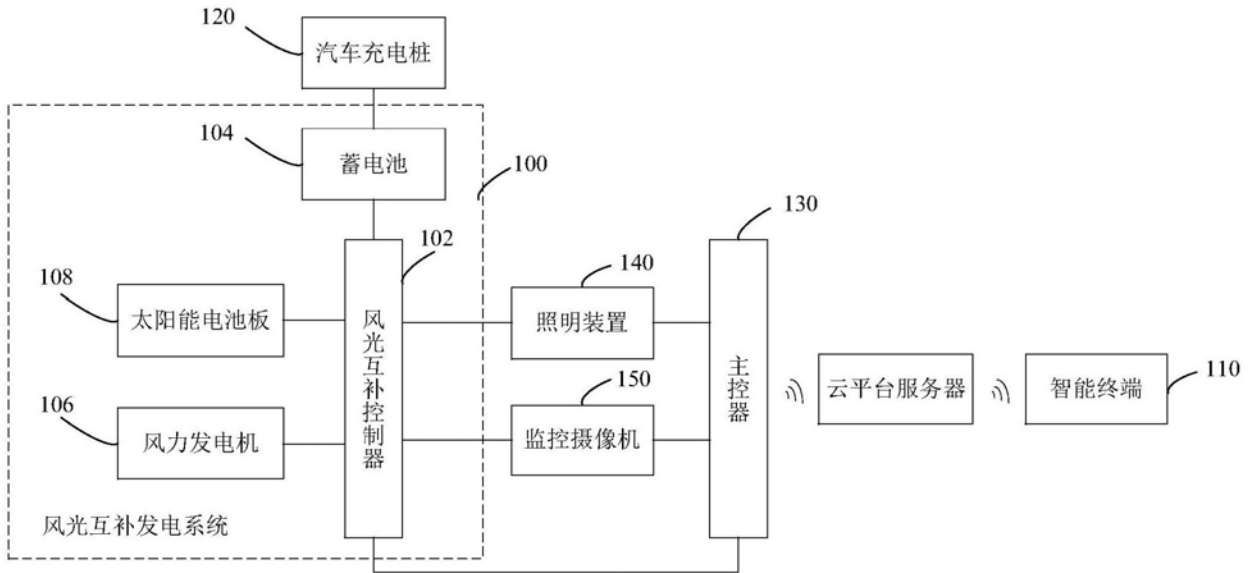 120
汽车充电桩
104
蓄电池
100
130
102
140
108
太阳能电池板
风光互补控制器
照明装置
主控器
150
云平台服务器
智能终端
110
106
风力发电机
监控摄像机
风光互补发电系统